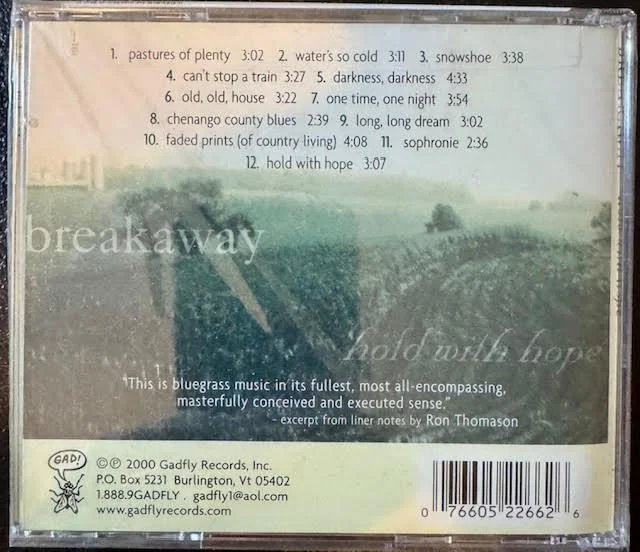 1. pastures of plenty 3:02 2. water's so cold 3:11 3. snowshoe 3:38
4. can't stop a train 3:27 5. darkness, darkness 4:33
6. old, old, house 3:22 7. one time, one night 3:54
8. chenango county blues 2:39 9. long, long dream 3:02
10. faded prints (of country living) 4:08 11. sophronie 2:36
12. hold with hope 3:07
breakaway
hold with hope
"This is bluegrass music in its fullest, most all-encompassing,
masterfully conceived and executed sense."
- excerpt from liner notes by Ron Thomason
GAD!
©℗ 2000 Gadfly Records, Inc.
P.O. Box 5231 Burlington, Vt 05402
1.888.9GADFLY . gadfly1@aol.com
www.gadflyrecords.com
0 76605 22662 6